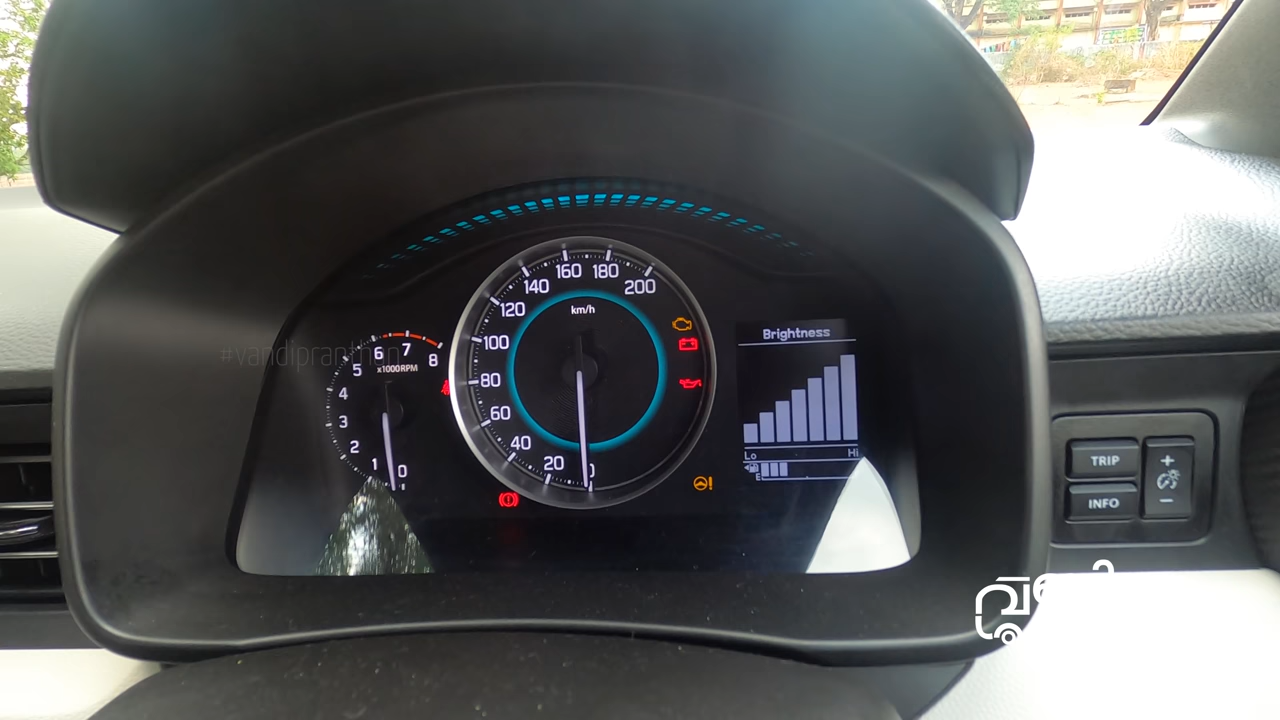 160 180
140 200
120
km/h
100
#vandipranthan
6 7 8
x1000RPM
5
4
3
2
1 0
80
60
40
20
0
Brightness
Lo Hi
E
TRIP
INFO
+
-